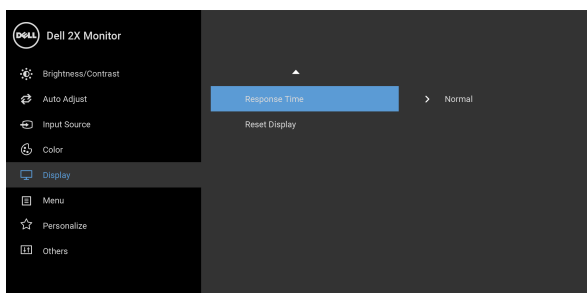 DELL
Dell 2X Monitor
Brightness/Contrast
Auto Adjust
Input Source
Color
Display
Menu
Personalize
Others
Response Time
Normal
Reset Display